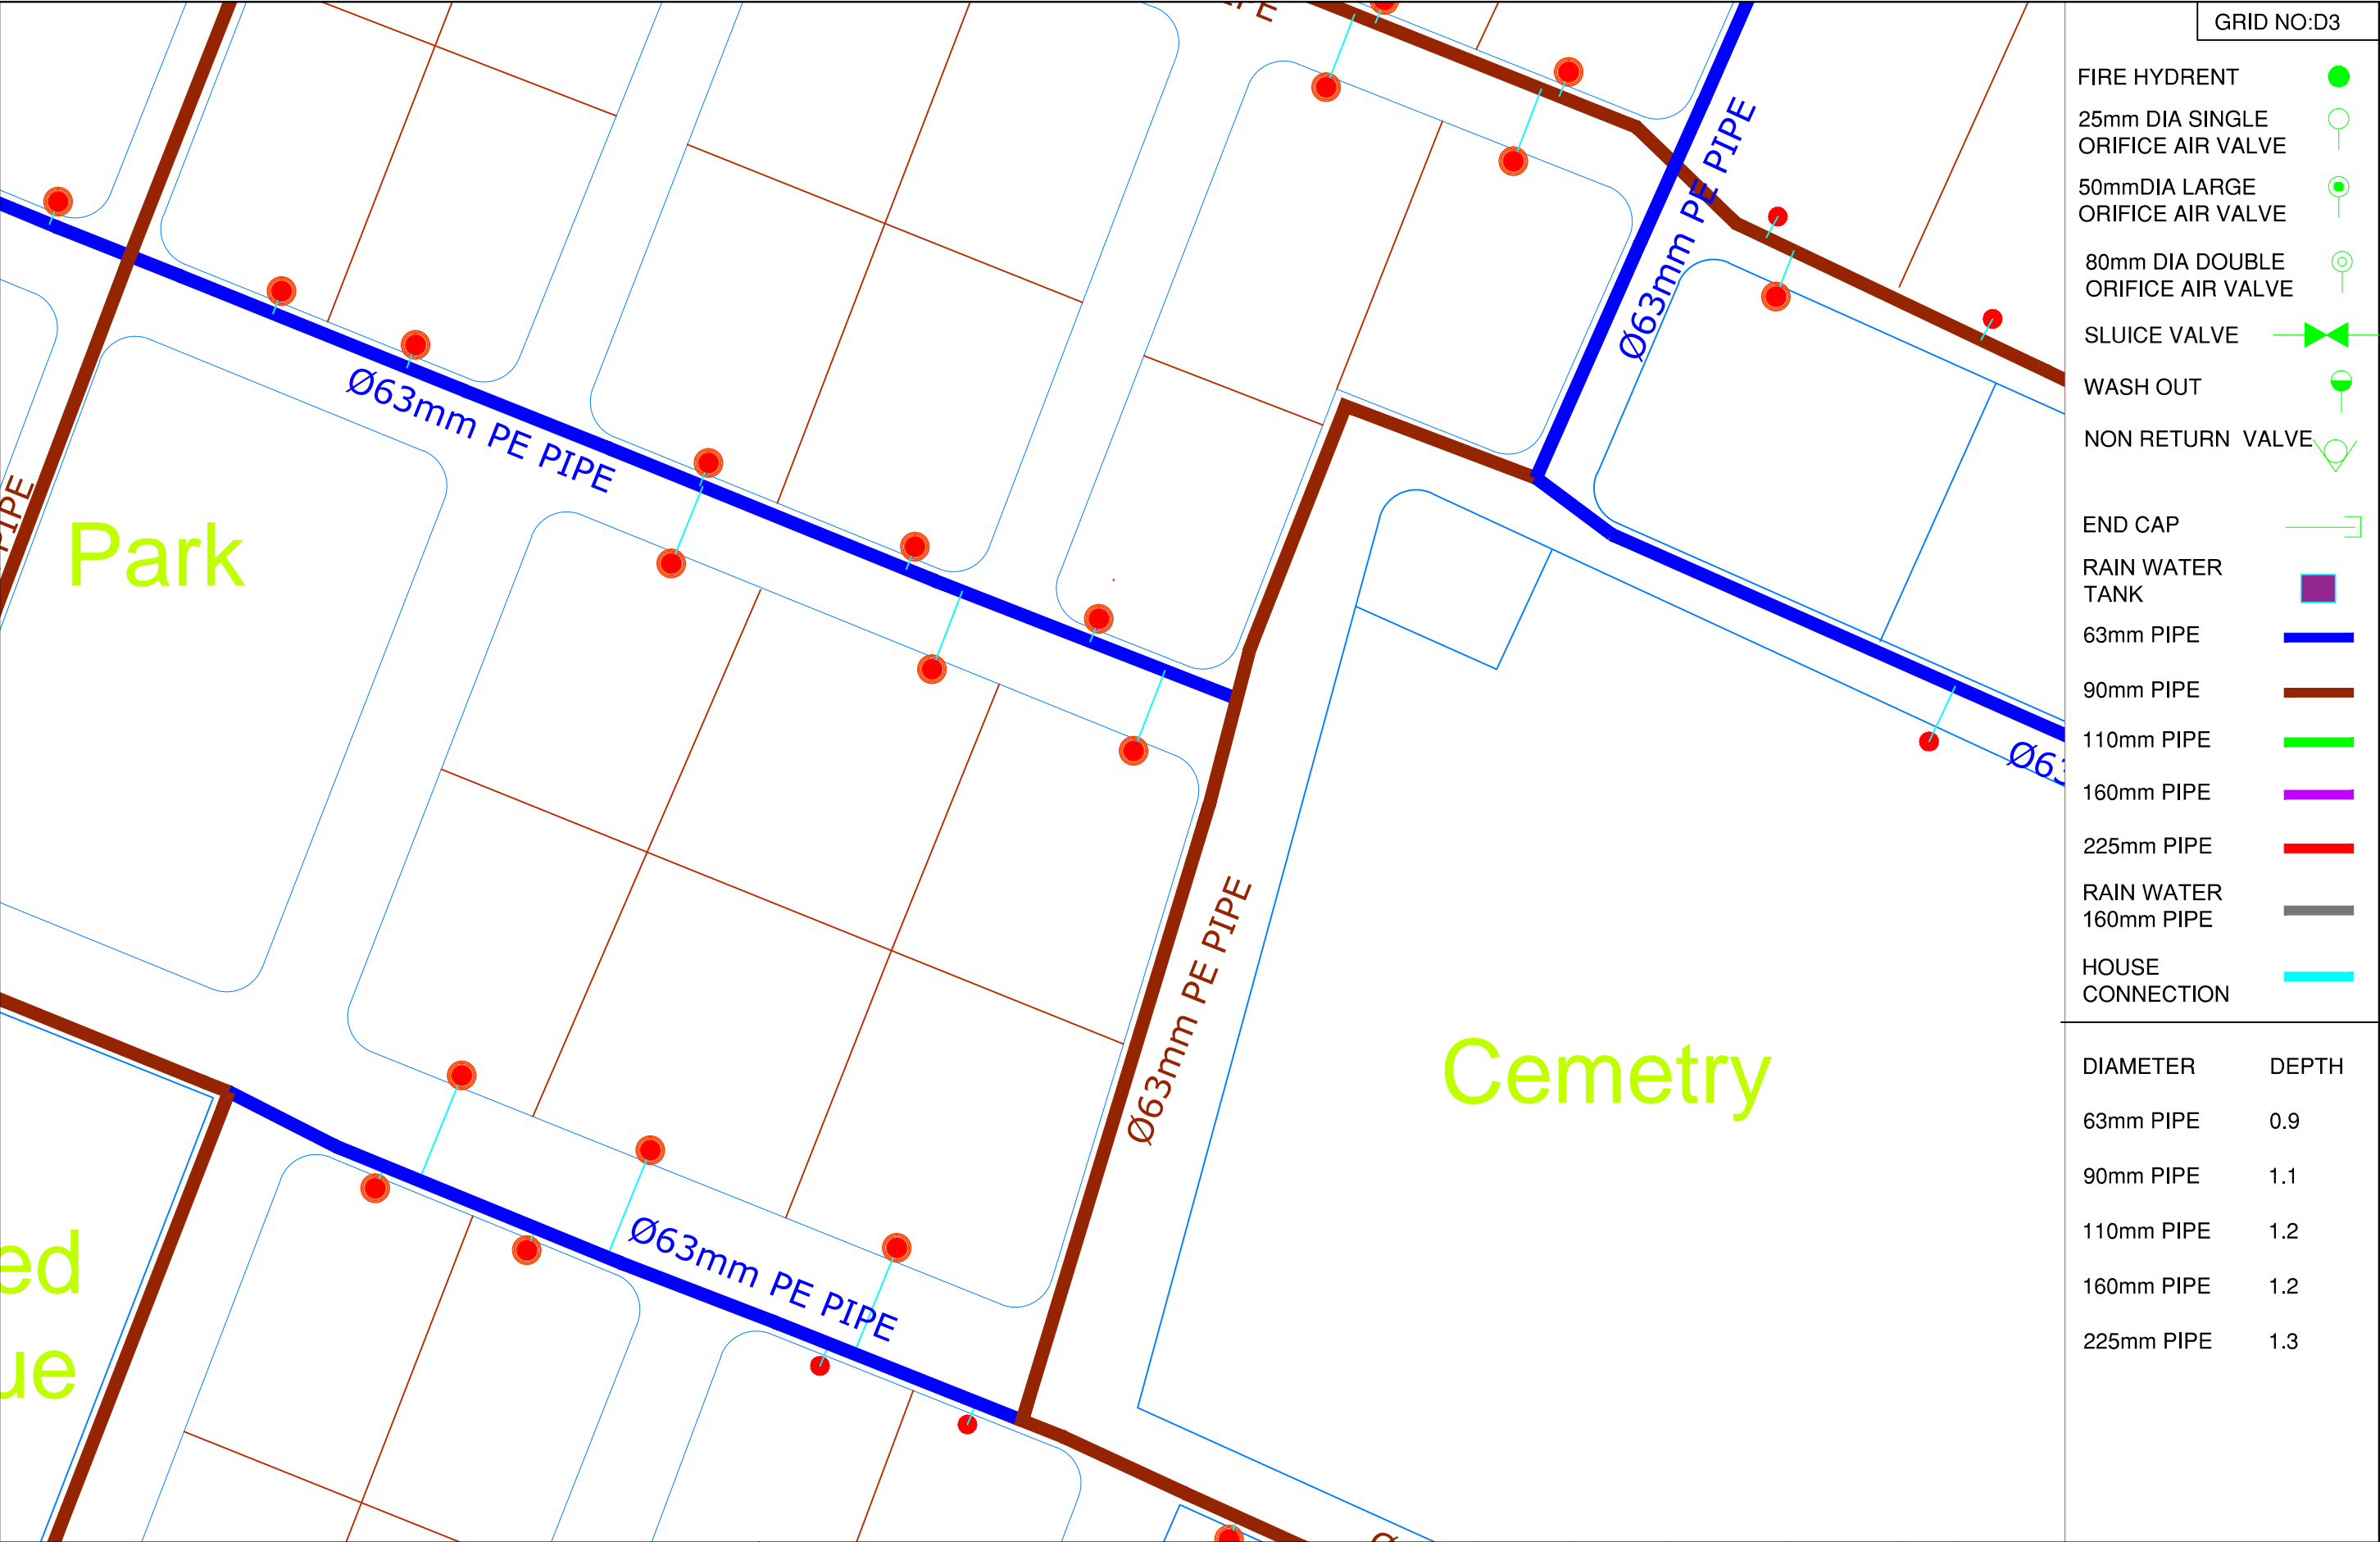 GRID NO:D3
FIRE HYDRENT
25mm DIA SINGLE
ORIFICE AIR VALVE
50mmDIA LARGE
ORIFICE AIR VALVE
80mm DIA DOUBLE
ORIFICE AIR VALVE
SLUICE VALVE
WASH OUT
NON RETURN VALVE
END CAP
RAIN WATER
TANK
63mm PIPE
90mm PIPE
110mm PIPE
160mm PIPE
225mm PIPE
RAIN WATER
160mm PIPE
HOUSE
CONNECTION
DIAMETER DEPTH
63mm PIPE 0.9
90mm PIPE 1.1
110mm PIPE 1.2
160mm PIPE 1.2
225mm PIPE 1.3
Ø63mm PE PIPE
Ø63mm PE PIPE
PIPE
Park
Ø63
Ø63mm PE PIPE
Cemetry
Ø63mm PE PIPE
ed
ue